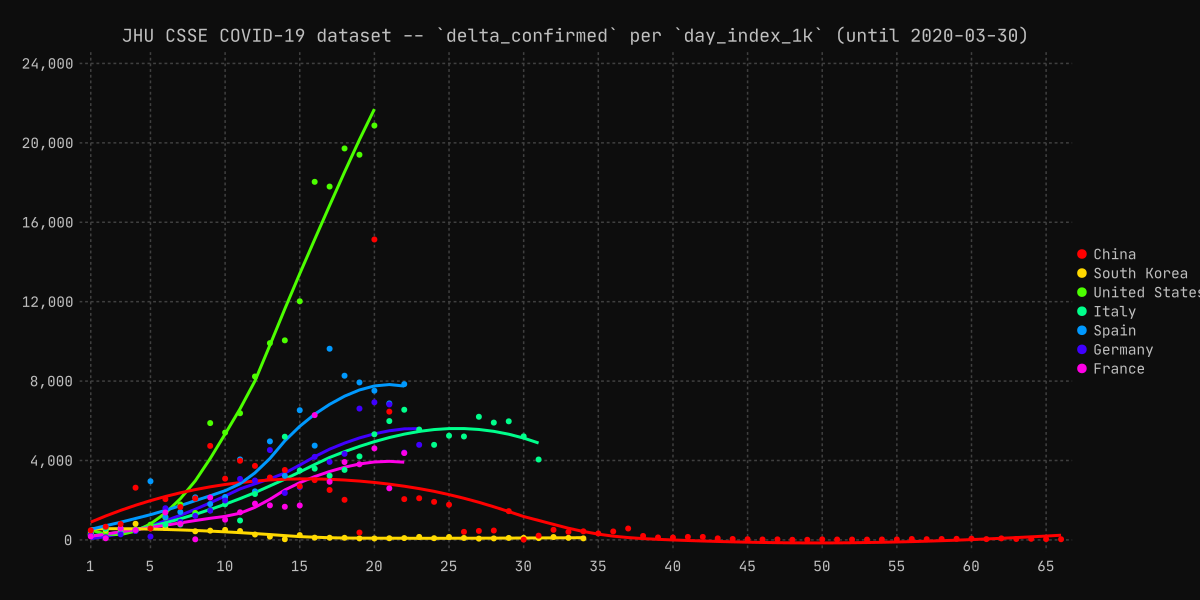 JHU CSSE COVID-19 dataset -- `delta_confirmed` per `day_index_1k` (until 2020-03-30)
24,000
20,000
16,000
12,000
8,000
4,000
0
1 5 10 15 20 25 30 35 40 45 50 55 60 65
China
South Korea
United States
Italy
Spain
Germany
France